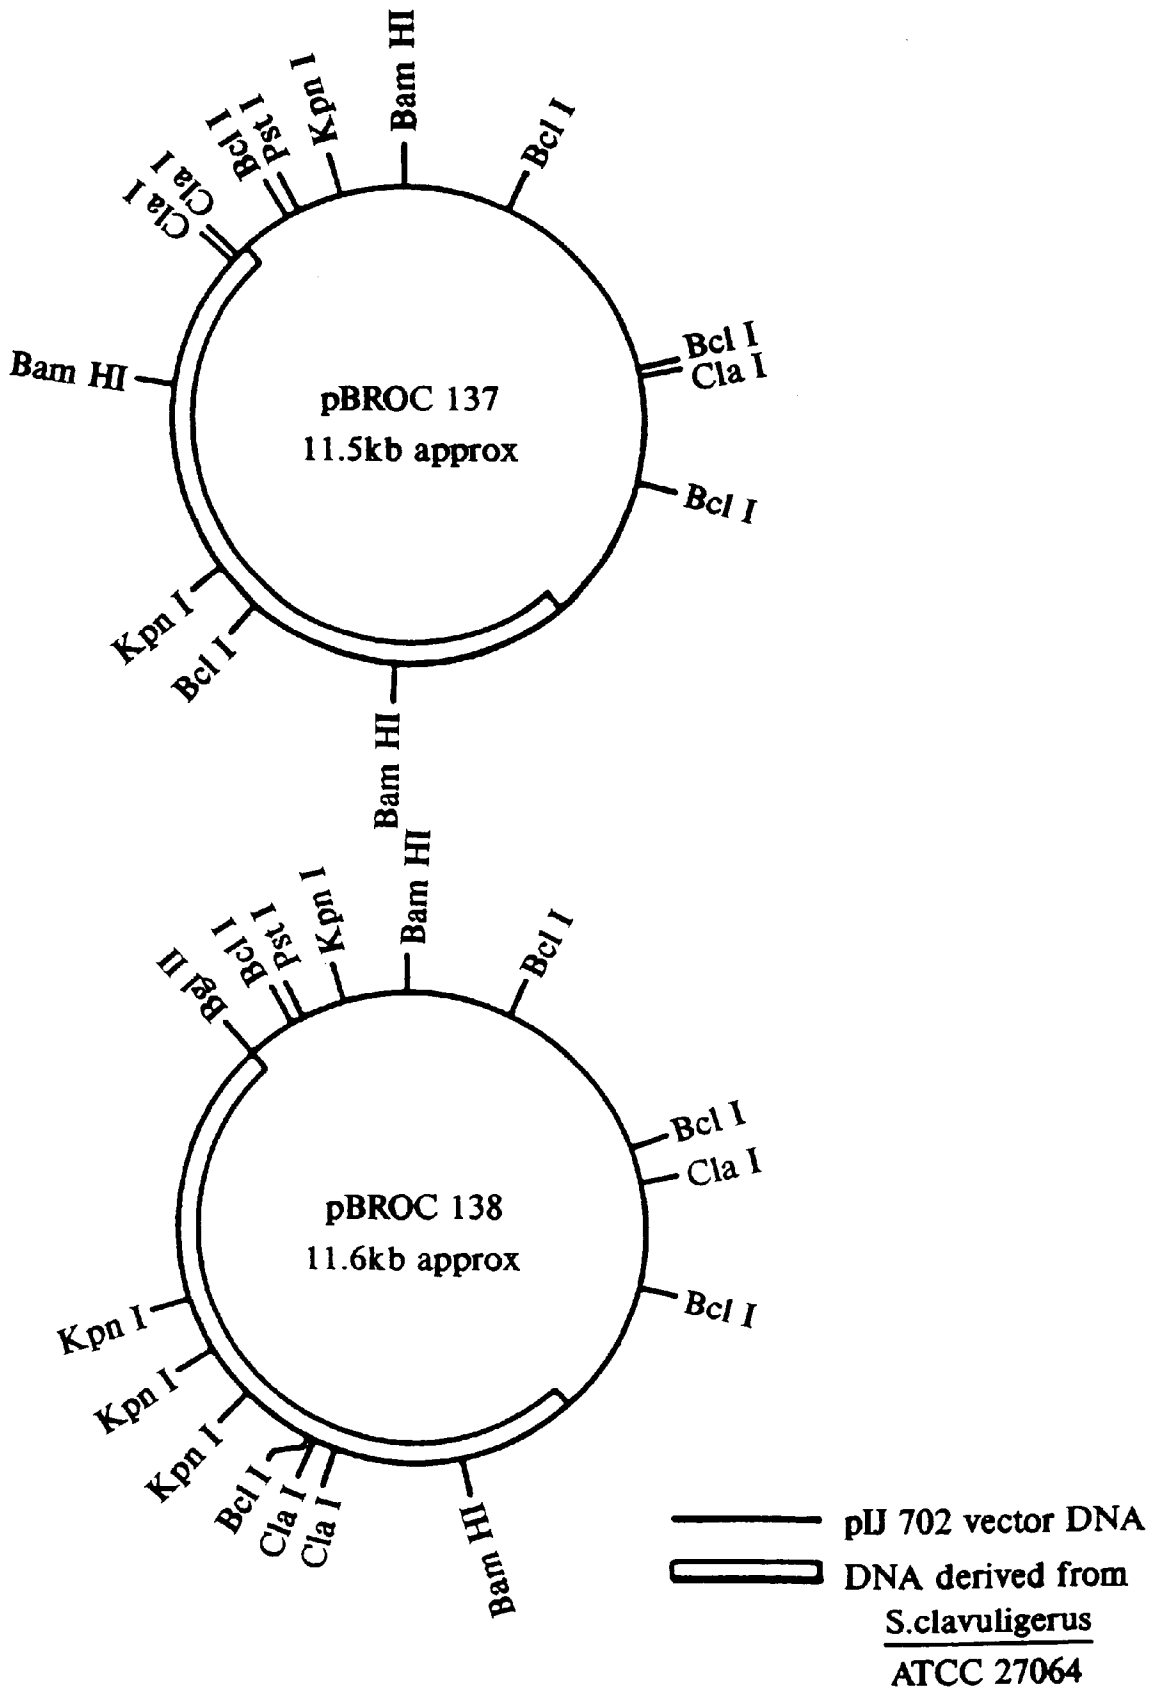 Bam HI
Kpn I
Pst I
Bcl I
Cla I
Cla I
Bcl I
Bam HI
Bcl I
Cla I
pBROC 137
11.5kb approx
Bcl I
Kpn I
Bcl I
Bam HI
Bam HI
Kpn I
Pst I
Bcl I
Bgl II
Bcl I
Bcl I
Cla I
pBROC 138
11.6kb approx
Bcl I
Kpn I
Kpn I
Kpn I
Bcl I
Cla I
Cla I
Bam HI
pIJ 702 vector DNA
DNA derived from
S.clavuligerus
ATCC 27064